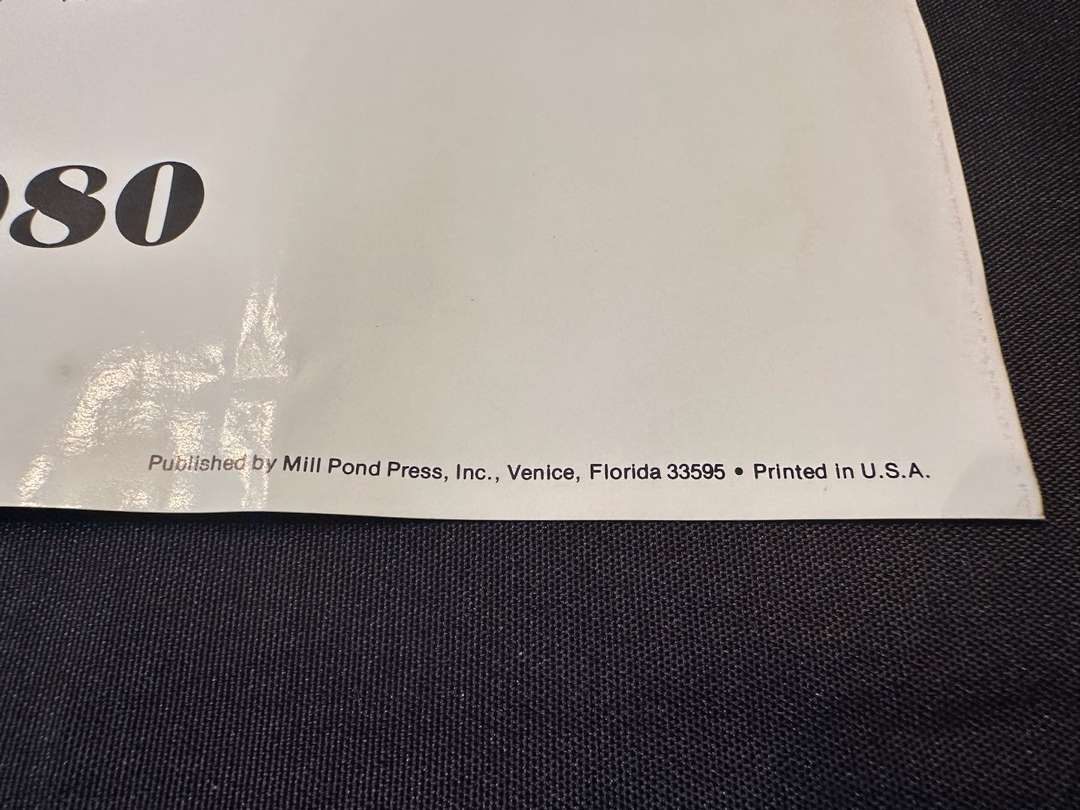 980
Published by Mill Pond Press, Inc., Venice, Florida 33595 • Printed in U.S.A.